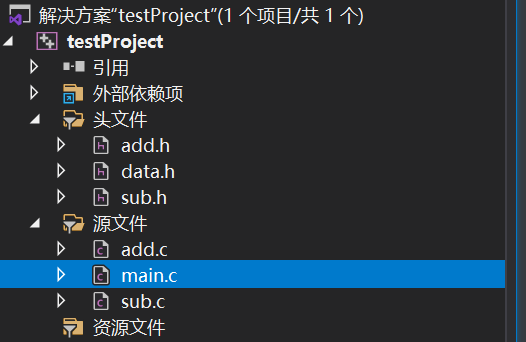 解决方案"testProject"(1 个项目/共 1 个)
testProject
引用
外部依赖项
头文件
add.h
data.h
sub.h
源文件
add.c
main.c
sub.c
资源文件